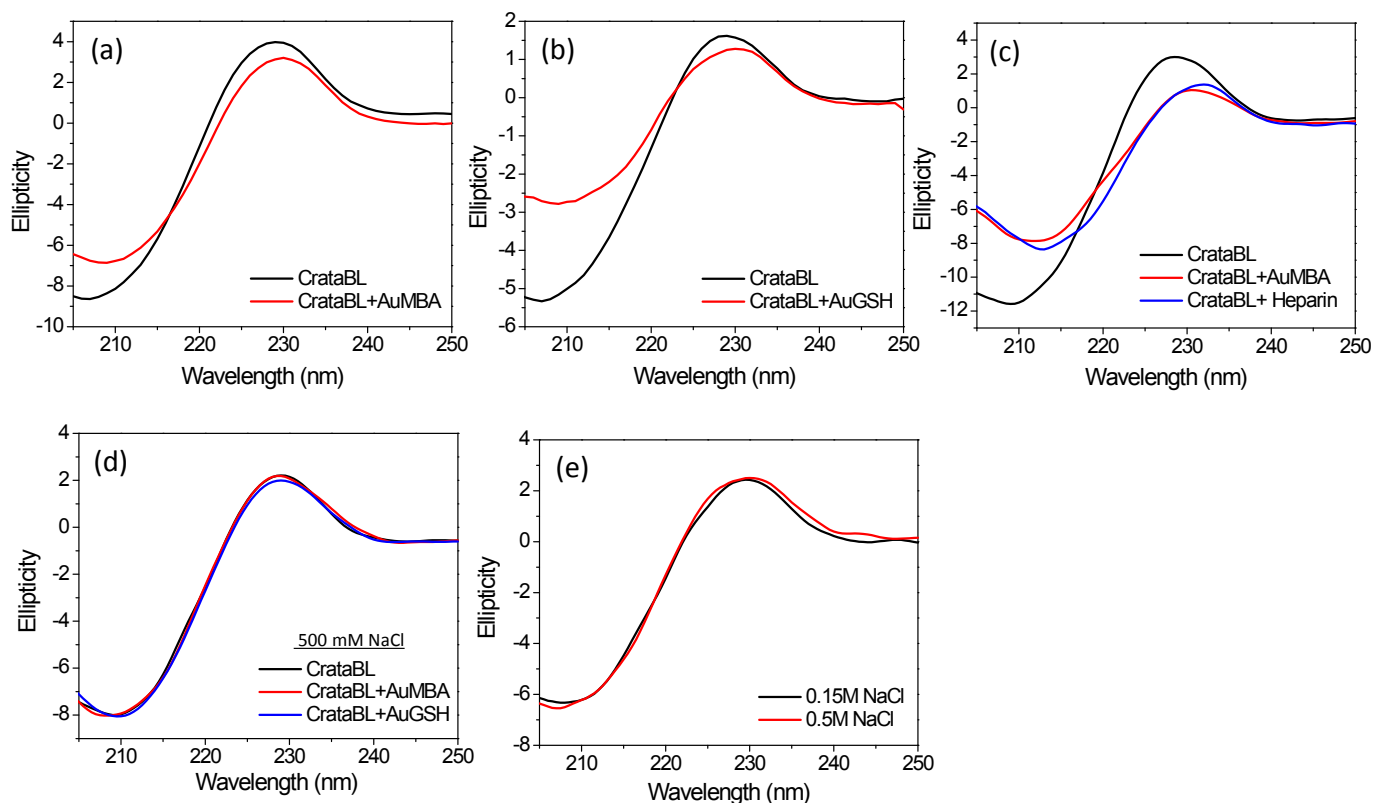 (a)
4
2
0
-2
-4
-6
-8
-10
Ellipticity
CrataBL
CrataBL+AuMBA
210 220 230 240 250
Wavelength (nm)
(b)
2
1
0
-1
-2
-3
-4
-5
-6
Ellipticity
CrataBL
CrataBL+AuGSH
210 220 230 240 250
Wavelength (nm)
(c)
4
2
0
-2
-4
-6
-8
-10
-12
Ellipticity
CrataBL
CrataBL+AuMBA
CrataBL+ Heparin
210 220 230 240 250
Wavelength (nm)
(d)
4
2
0
-2
-4
-6
-8
Ellipticity
500 mM NaCl
CrataBL
CrataBL+AuMBA
CrataBL+AuGSH
210 220 230 240 250
Wavelength (nm)
(e)
4
2
0
-2
-4
-6
-8
Ellipticity
0.15M NaCl
0.5M NaCl
210 220 230 240 250
Wavelength (nm)